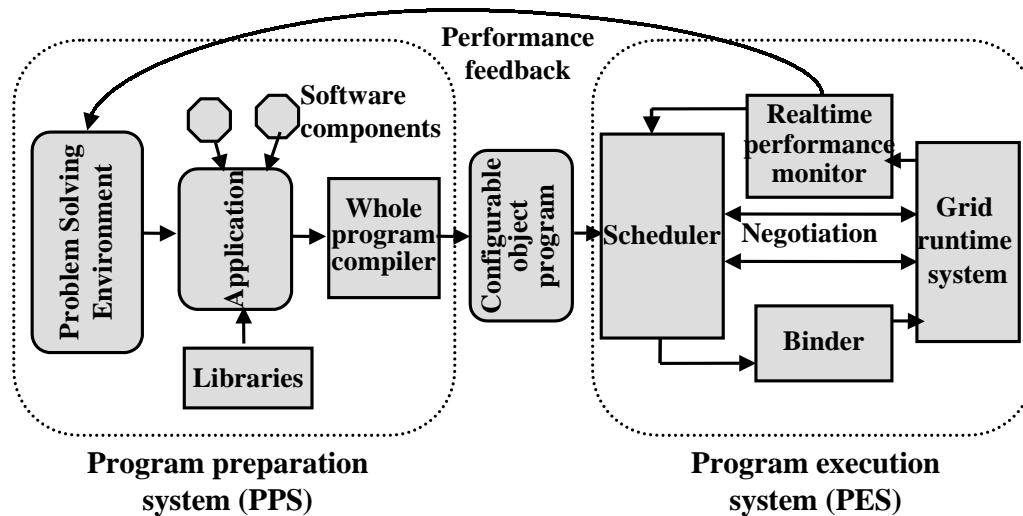 Performance
feedback
Software
components
Problem Solving
Environment
Application
Libraries
Whole
program
compiler
Configurable
object
program
Scheduler
Realtime
performance
monitor
Negotiation
Binder
Grid
runtime
system
Program preparation
system (PPS)
Program execution
system (PES)